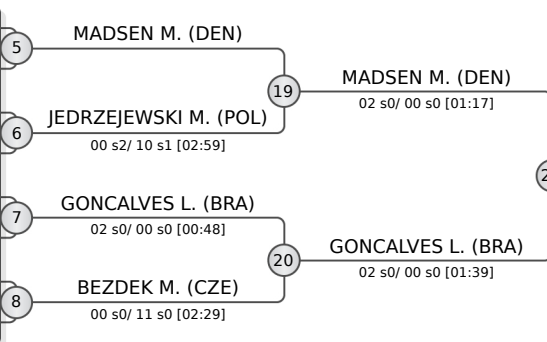 5
MADSEN M. (DEN)
19
MADSEN M. (DEN)
02 s0/ 00 s0 [01:17]
6
JEDRZEJEWSKI M. (POL)
00 s2/ 10 s1 [02:59]
7
GONCALVES L. (BRA)
02 s0/ 00 s0 [00:48]
20
GONCALVES L. (BRA)
02 s0/ 00 s0 [01:39]
8
BEZDEK M. (CZE)
00 s0/ 11 s0 [02:29]